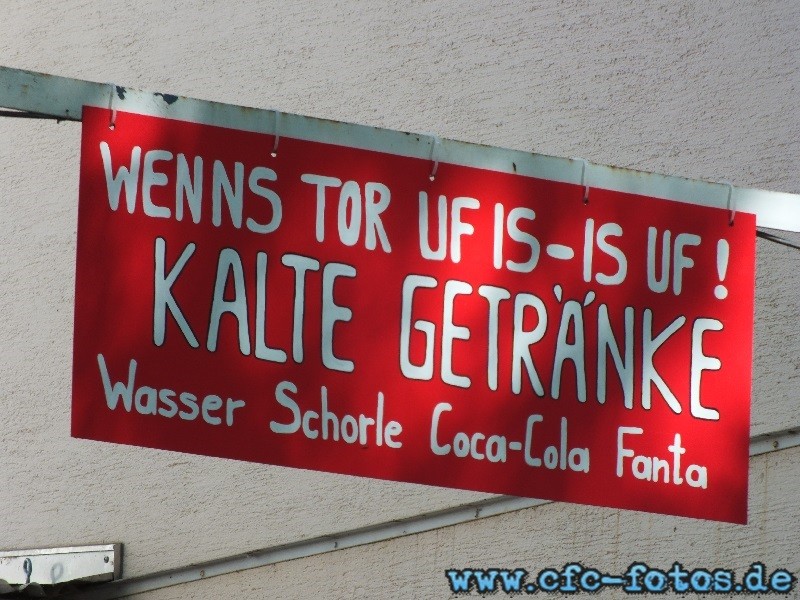 WENNS TOR UF IS-IS UF!
KALTE GETRÄNKE
Wasser Schorle Coca-Cola Fanta
www.cfc-fotos.de